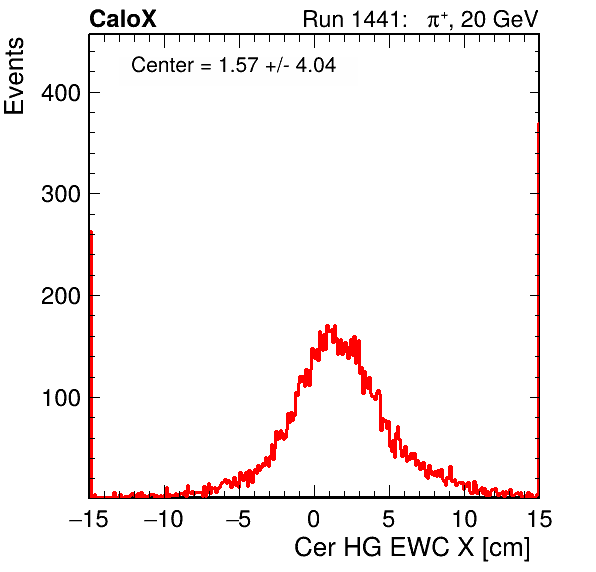 CaloX Run 1441: π⁺, 20 GeV
Events
Center = 1.57 +/- 4.04
400
300
200
100
−15 −10 −5 0 5 10 15
Cer HG EWC X [cm]